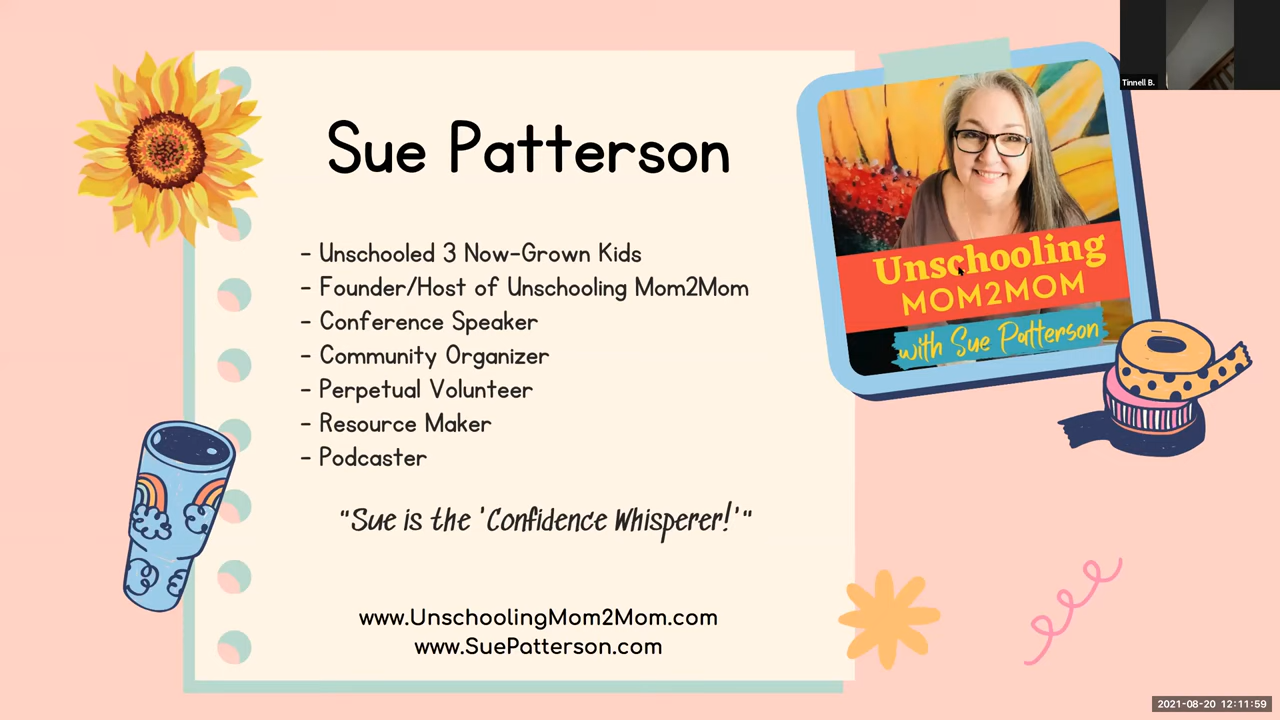 Tinnell B.
Sue Patterson
- Unschooled 3 Now-Grown Kids
- Founder/Host of Unschooling Mom2Mom
- Conference Speaker
- Community Organizer
- Perpetual Volunteer
- Resource Maker
- Podcaster
"Sue is the 'Confidence Whisperer!'"
www.UnschoolingMom2Mom.com
www.SuePatterson.com
Unschooling
MOM2MOM
with Sue Patterson
2021-08-20 12:11:59